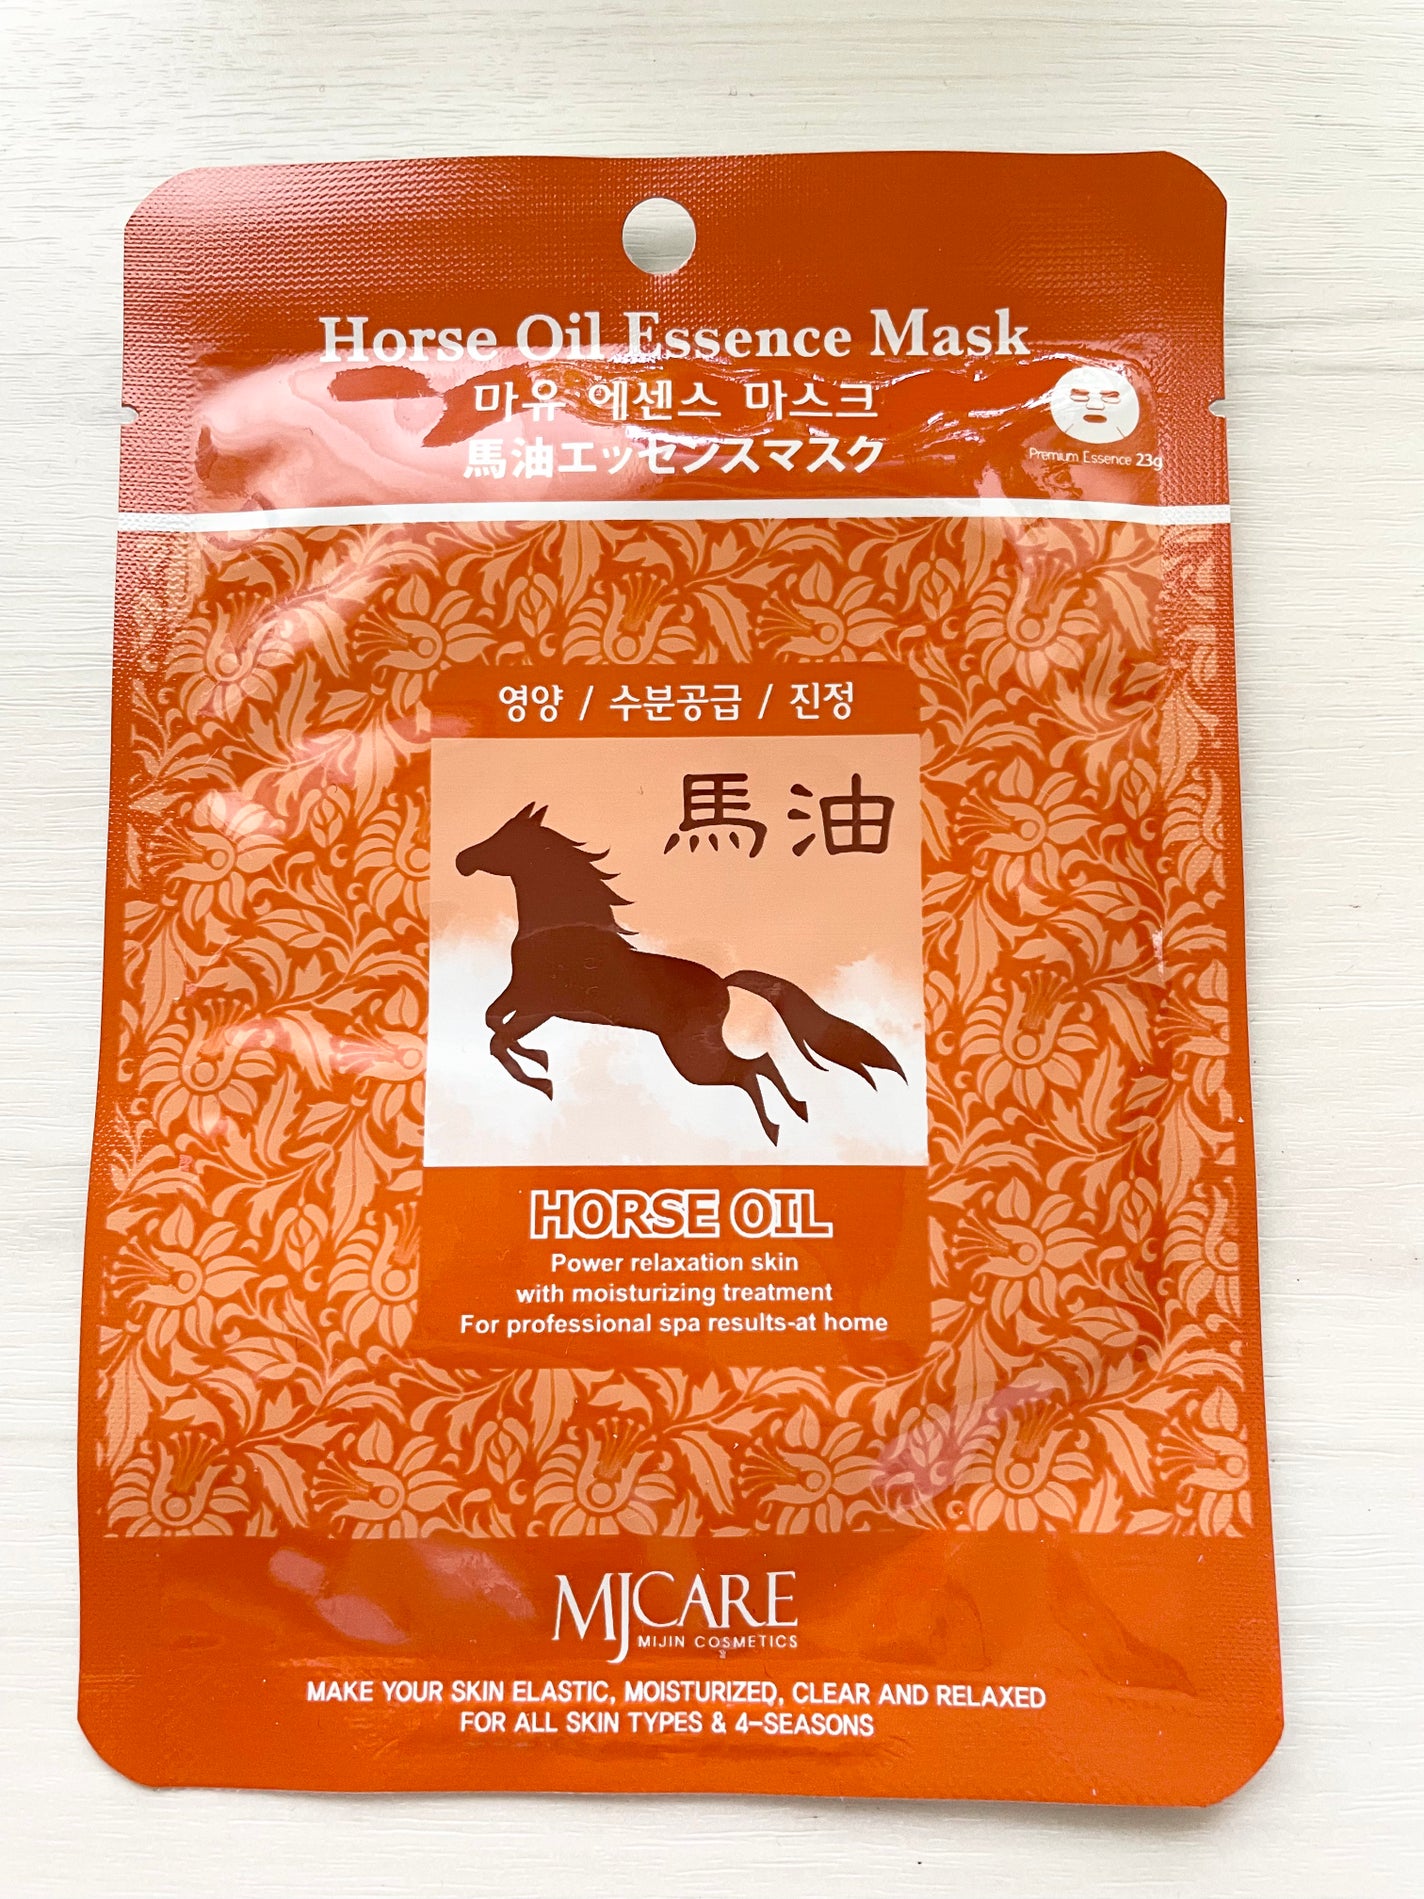 Horse Oil Essence Mask
마유 에센스 마스크
馬油エッセンスマスク
Premium Essence 23g
영양 / 수분공급 / 진정
馬油
HORSE OIL
Power relaxation skin
with moisturizing treatment
For professional spa results-at home
MJCARE
MIJIN COSMETICS
MAKE YOUR SKIN ELASTIC, MOISTURIZED, CLEAR AND RELAXED
FOR ALL SKIN TYPES & 4-SEASONS